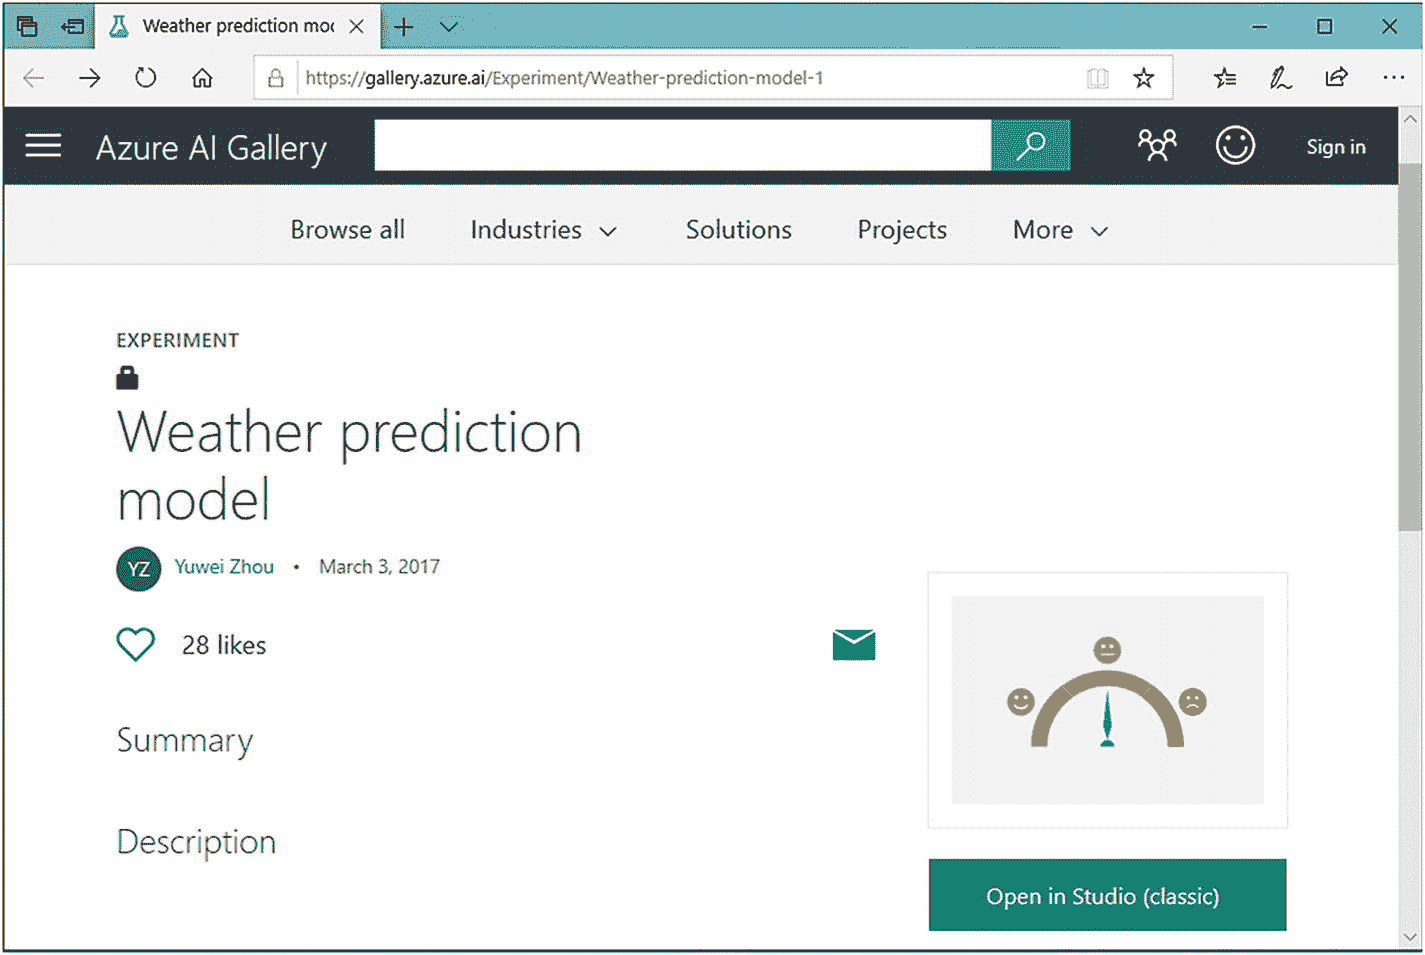 Weather prediction mod
https://gallery.azure.ai/Experiment/Weather-prediction-model-1
Azure AI Gallery
Sign in
Browse all Industries Solutions Projects More
EXPERIMENT
Weather prediction
model
YZ Yuwei Zhou • March 3, 2017
28 likes
Summary
Description
Open in Studio (classic)